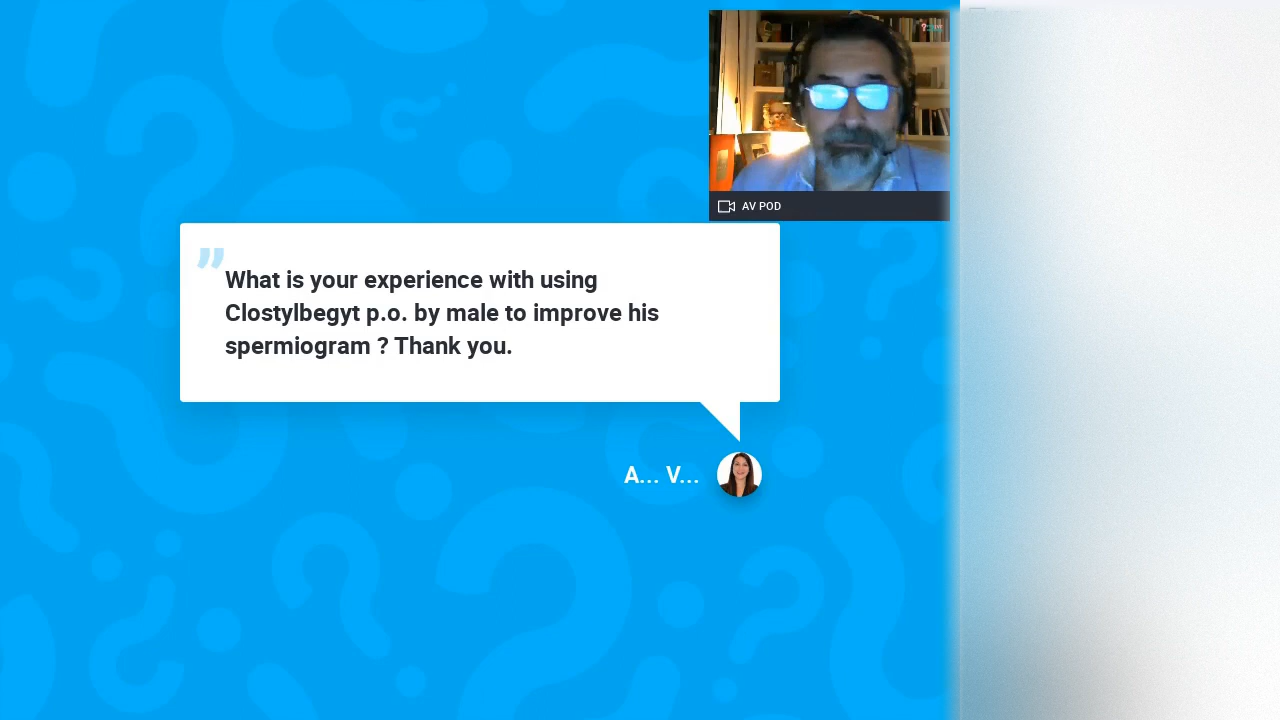 AV POD
What is your experience with using
Clostylbegyt p.o. by male to improve his
spermiogram ? Thank you.
A... V...